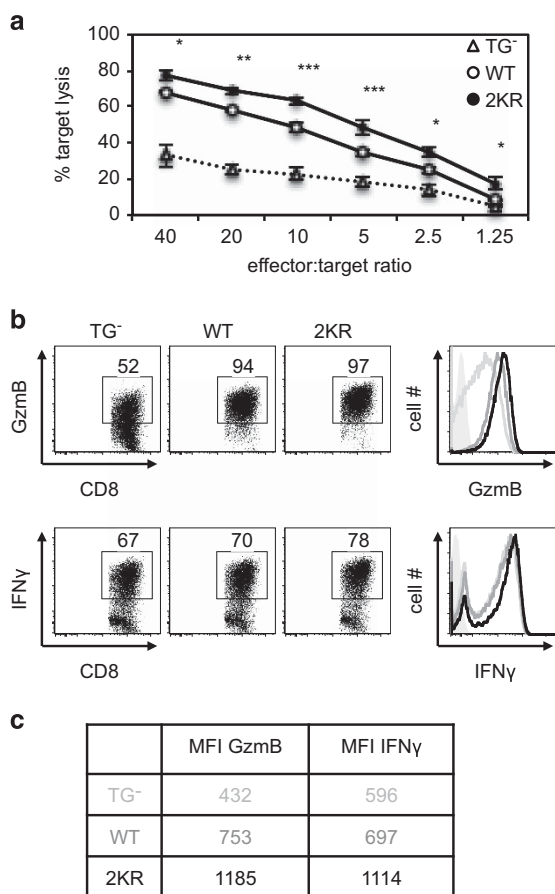 a
% target lysis
100
80
60
40
20
0
* ** *** *** * *
TG-
WT
2KR
40 20 10 5 2.5 1.25
effector:target ratio
b
TG- WT 2KR
52 94 97
GzmB
CD8
cell #
GzmB
67 70 78
IFNγ
CD8
cell #
IFNγ
c
MFI GzmB MFI IFNγ
TG- 432 596
WT 753 697
2KR 1185 1114